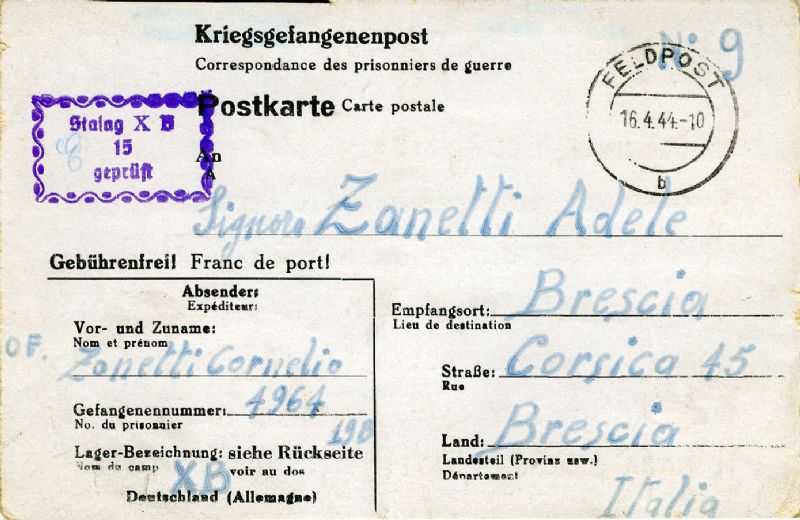 Kriegsgefangenenpost
Correspondance des prisonniers de guerre
N: 9
FELDPOST
16.4.44.-10
b
Stalag X B
15
geprüft
Postkarte Carte postale
An
A
Signora Zanetti Adele
Gebührenfrei! Franc de port!
Absender:
Expéditeur:
Vor- und Zuname:
Nom et prénom
OF. Zanetti Cornelio
Gefangenennummer: 4964
No. du prisonnier
19B
Lager-Bezeichnung: siehe Rückseite
Nom du camp voir au dos
XB
Deutschland (Allemagne)
Empfangsort: Brescia
Lieu de destination
Straße: Corsica 45
Rue
Land: Brescia
Landesteil (Provinz usw.)
Département
Italia